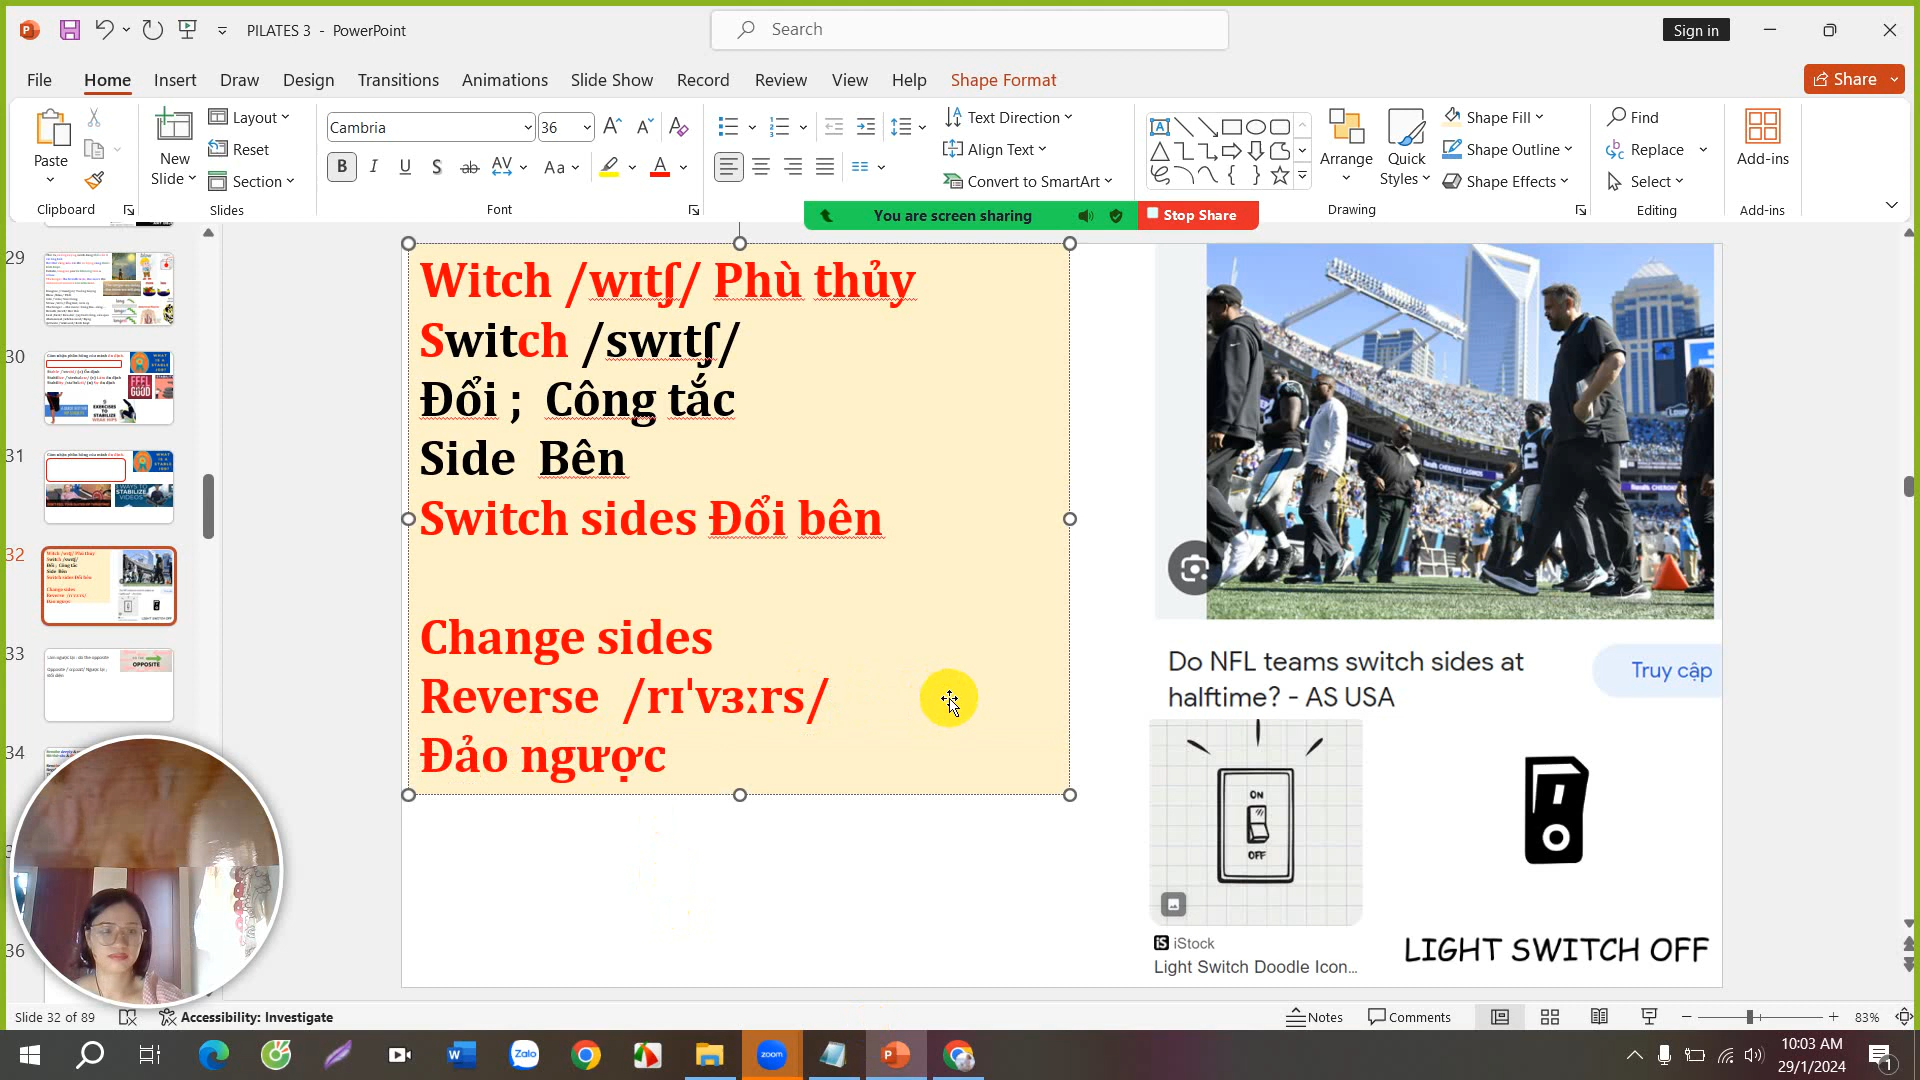 PILATES 3 - PowerPoint
Search
Sign in
File Home Insert Draw Design Transitions Animations Slide Show Record Review View Help Shape Format
Share
Paste
Clipboard
New Slide
Layout
Reset
Section
Slides
Cambria 36
Font
Text Direction
Align Text
Convert to SmartArt
Arrange
Quick Styles
Shape Fill
Shape Outline
Shape Effects
Drawing
Find
Replace
Select
Editing
Add-ins
Add-ins
You are screen sharing Stop Share
29
30
31
32
33
34
36
Witch /wɪtʃ/ Phù thủy
Switch /swɪtʃ/
Đổi ; Công tắc
Side Bên
Switch sides Đổi bên
Change sides
Reverse /rɪˈvɜːrs/
Đảo ngược
Do NFL teams switch sides at
halftime? - AS USA
Truy cập
ON
OFF
iS iStock
Light Switch Doodle Icon...
LIGHT SWITCH OFF
Slide 32 of 89
Accessibility: Investigate
Notes
Comments
83%
Zalo
zoom
10:03 AM
29/1/2024
1